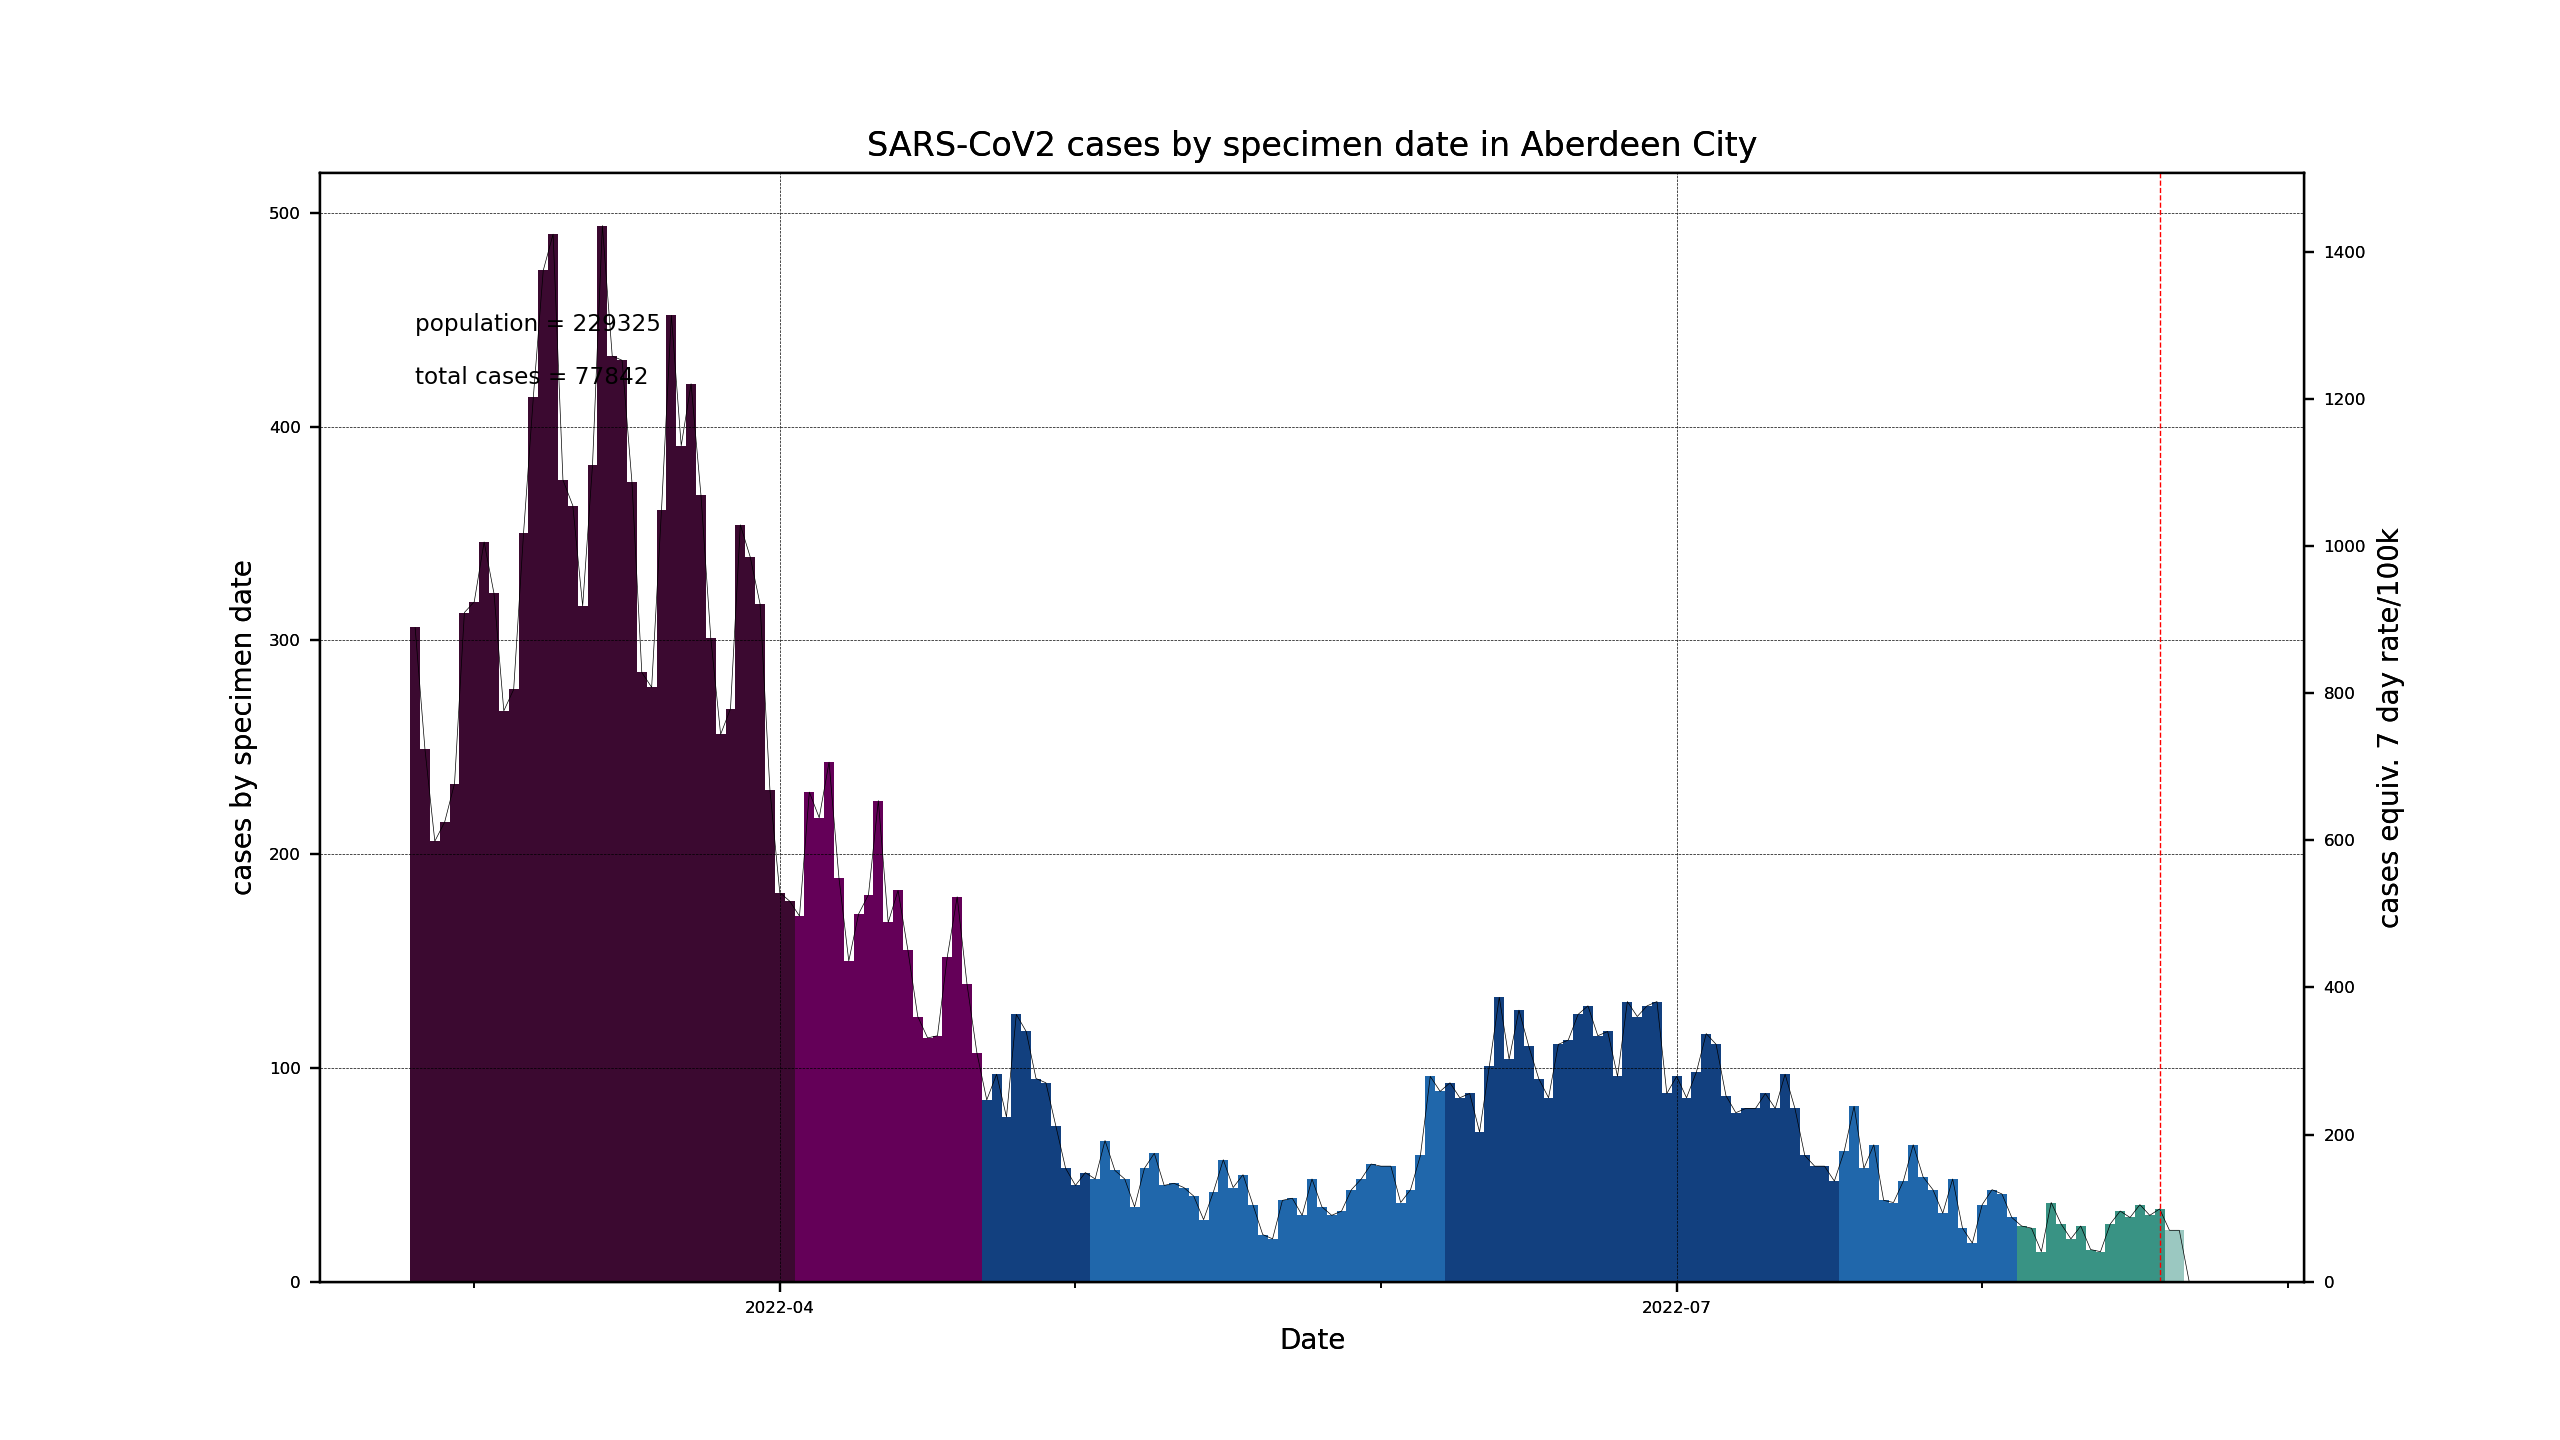 SARS-CoV2 cases by specimen date in Aberdeen City
cases by specimen date
500
400
300
200
100
0
population = 229325
total cases = 77842
1400
1200
1000
800
600
400
200
0
cases equiv. 7 day rate/100k
2022-04
2022-07
Date